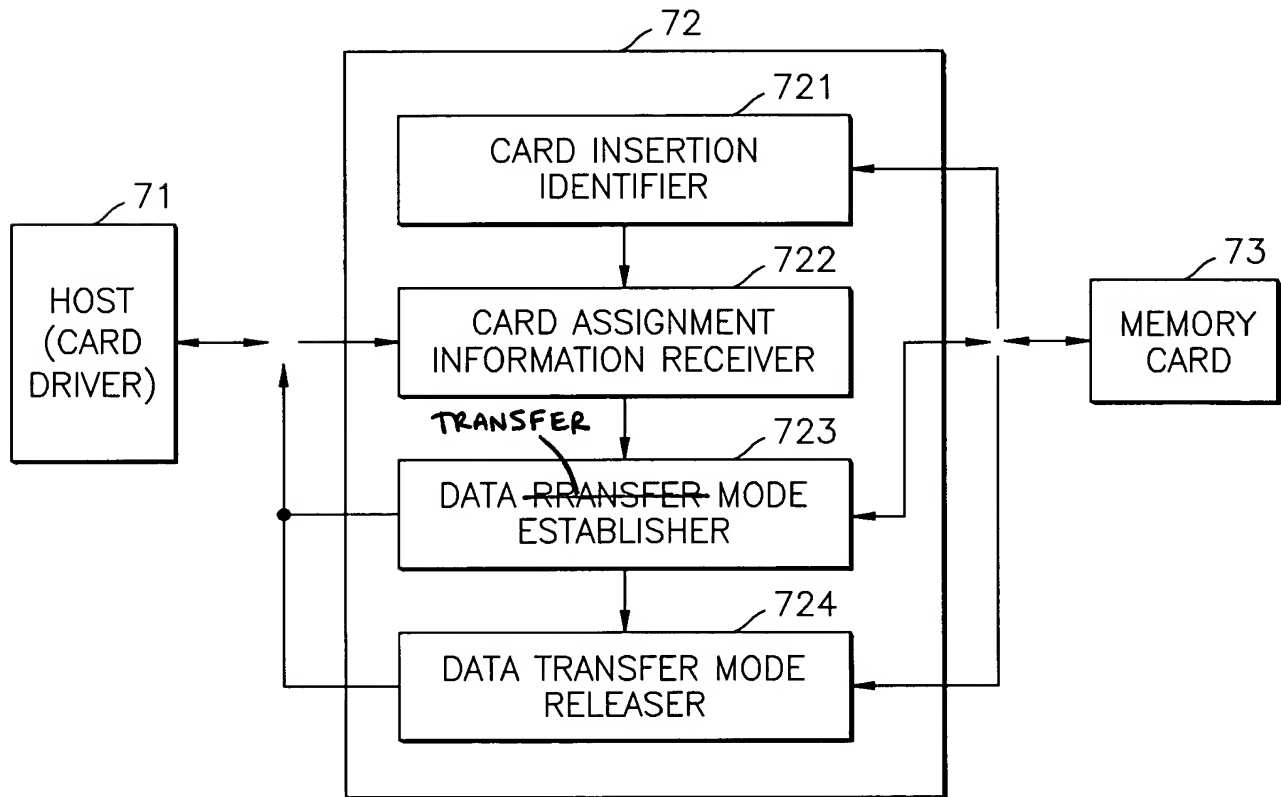 72
721
CARD INSERTION
IDENTIFIER
71
HOST
(CARD
DRIVER)
722
CARD ASSIGNMENT
INFORMATION RECEIVER
73
MEMORY
CARD
TRANSFER
723
DATA RRANSFER MODE
ESTABLISHER
724
DATA TRANSFER MODE
RELEASER